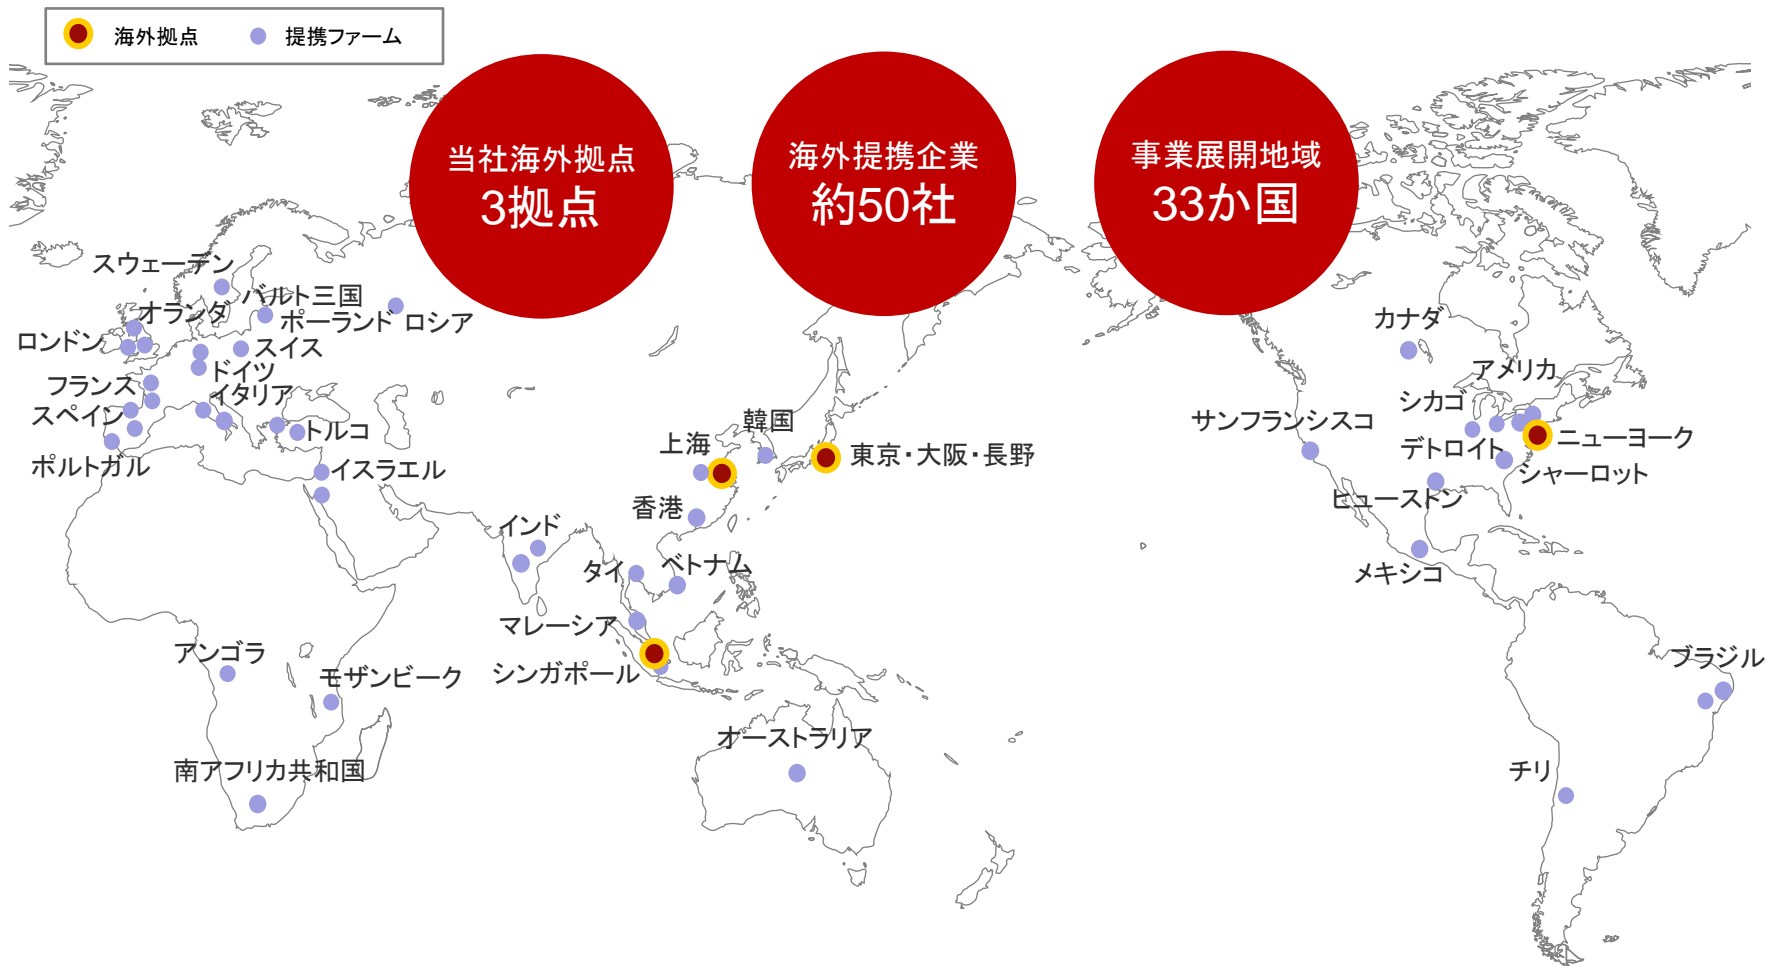 海外拠点
提携ファーム
当社海外拠点
3拠点
海外提携企業
約50社
事業展開地域
33か国
スウェーデン
バルト三国
オランダ
ポーランド
ロシア
ロンドン
スイス
ドイツ
フランス
イタリア
スペイン
トルコ
ポルトガル
イスラエル
韓国
上海
東京・大阪・長野
香港
インド
タイ
ベトナム
マレーシア
シンガポール
アンゴラ
モザンビーク
南アフリカ共和国
オーストラリア
カナダ
アメリカ
シカゴ
サンフランシスコ
ニューヨーク
デトロイト
シャーロット
ヒューストン
メキシコ
ブラジル
チリ